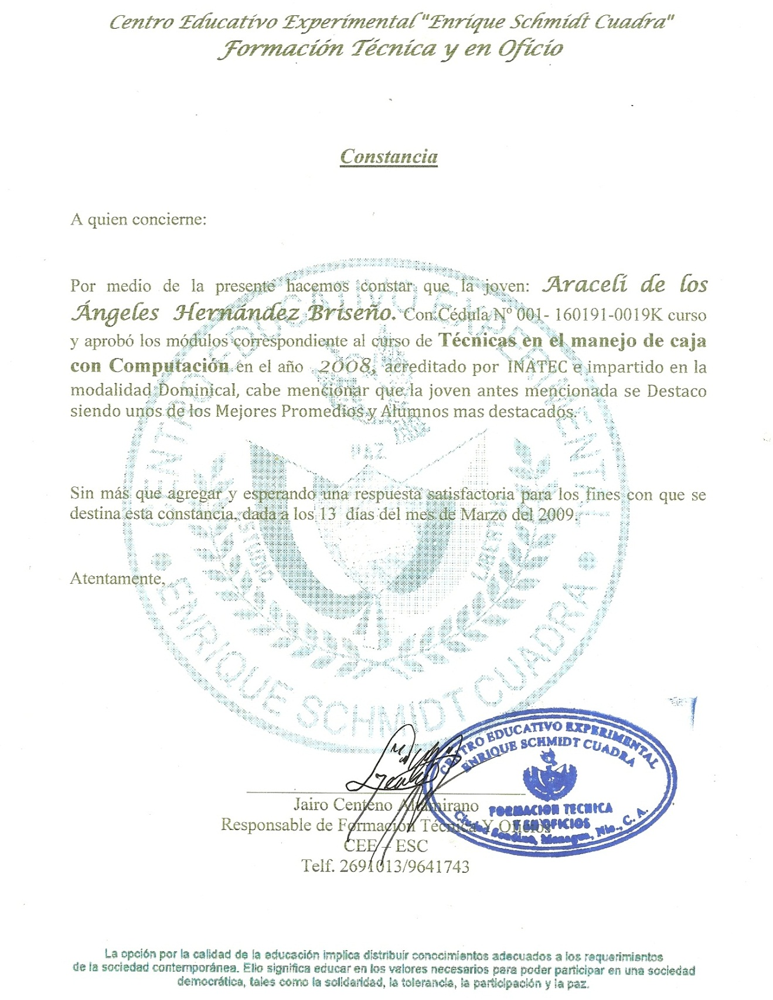 Centro Educativo Experimental "Enrique Schmidt Cuadra"
Formación Técnica y en Oficio
Constancia
A quien concierne:
Por medio de la presente hacemos constar que la joven: Araceli de los
Ángeles Hernández Briseño. Con Cédula Nº 001- 160191-0019K curso
y aprobó los módulos correspondiente al curso de Técnicas en el manejo de caja
con Computación en el año 2008, acreditado por INATEC e impartido en la
modalidad Dominical, cabe mencionar que la joven antes mencionada se Destaco
siendo unos de los Mejores Promedios y Alumnos mas destacados.
Sin más que agregar y esperando una respuesta satisfactoria para los fines con que se
destina esta constancia, dada a los 13 días del mes de Marzo del 2009.
Atentamente,
CENTRO EDUCATIVO EXPERIMENTAL
PAZ
ENRIQUE SCHMIDT CUADRA
CENTRO EDUCATIVO EXPERIMENTAL
ENRIQUE SCHMIDT CUADRA
FORMACION TECNICA
Y EN OFICIOS
Ciudad Sandino, Managua, Nic., C. A.
Jairo Centeno Altamirano
Responsable de Formación Técnica Y Oficios
CEE – ESC
Telf. 2691013/9641743
La opción por la calidad de la educación implica distribuir conocimientos adecuados a los requerimientos
de la sociedad contemporánea. Ello significa educar en los valores necesarios para poder participar en una sociedad
democrática, tales como la solidaridad, la tolerancia, la participación y la paz.